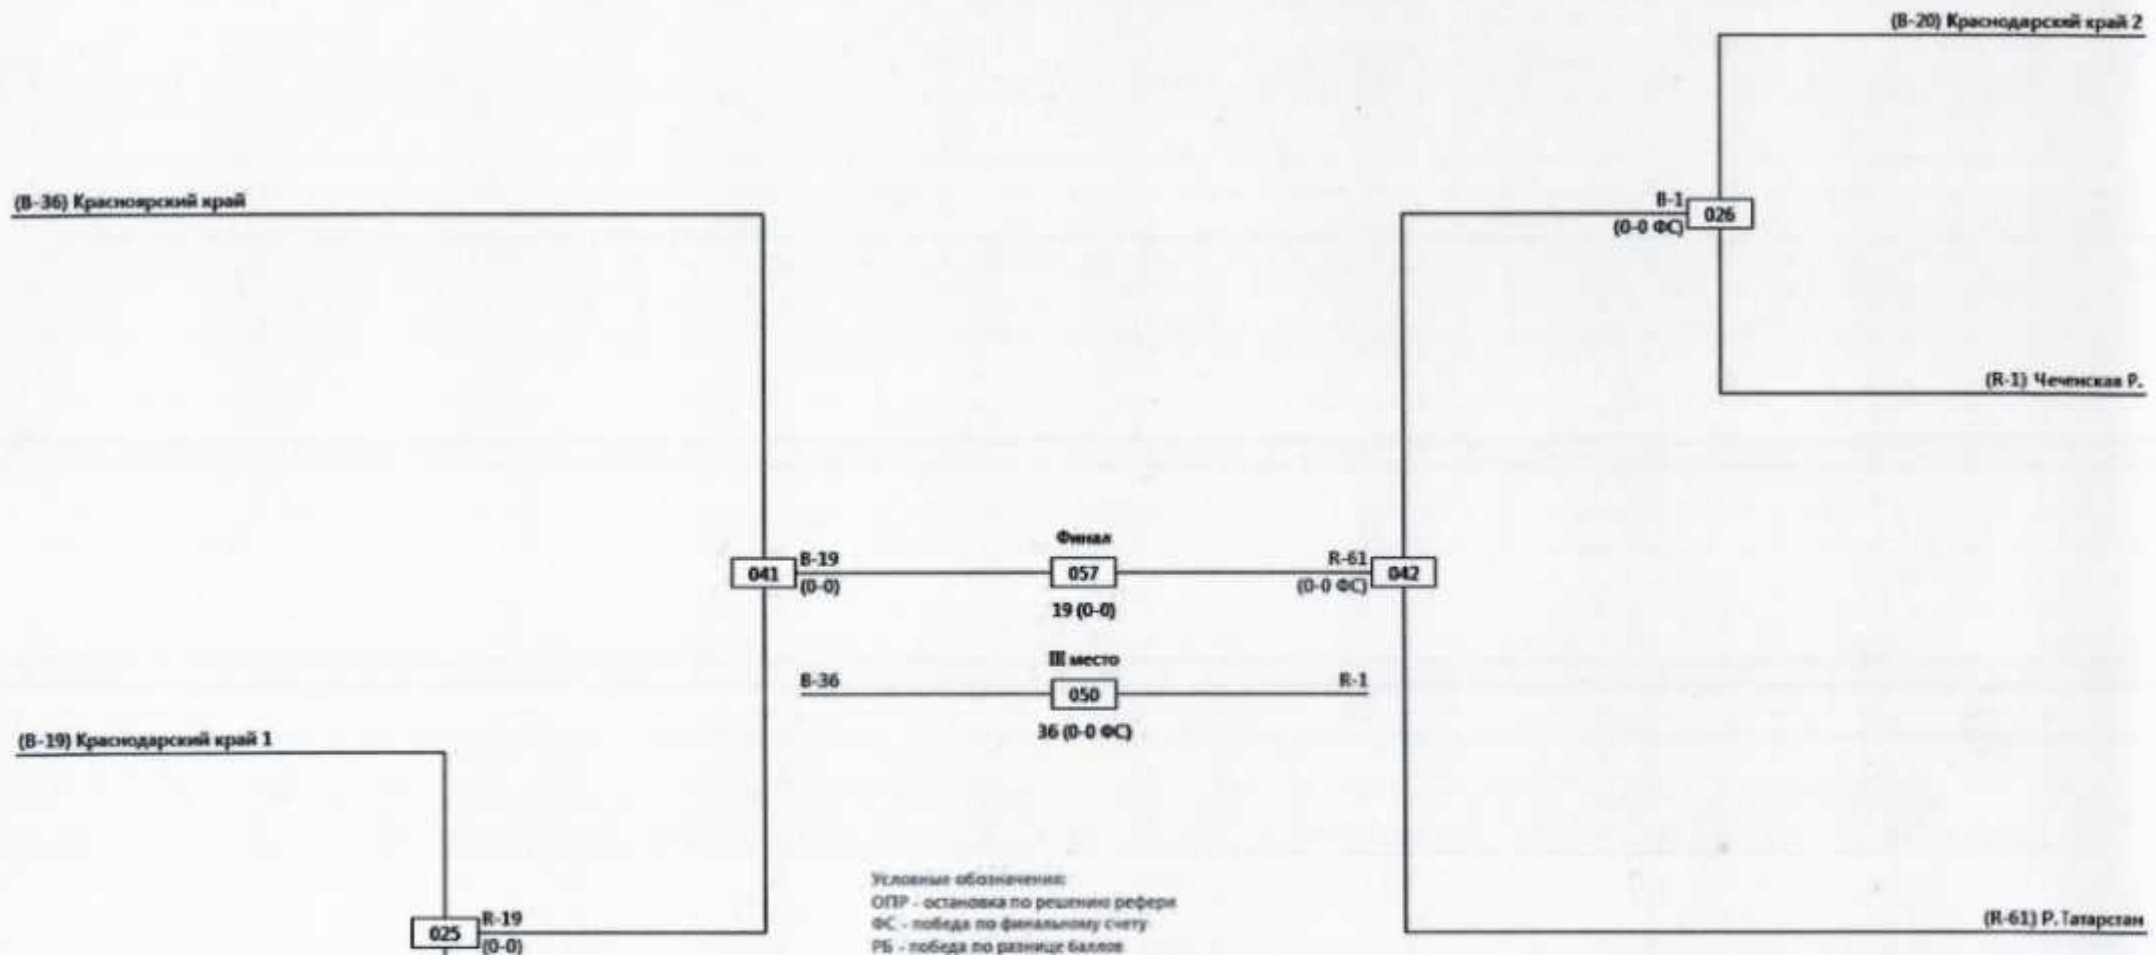 (B-20) Краснодарский край 2
(B-36) Красноярский край
B-1
026
(0-0 ФС)
(R-1) Чеченская Р.
Финал
041
B-19
(0-0)
057
R-61
(0-0 ФС)
042
19 (0-0)
III место
B-36
050
R-1
36 (0-0 ФС)
(B-19) Краснодарский край 1
Условные обозначения:
ОПР - остановка по решению рефери
ФС - победа по финальному счету
РБ - победа по разнице баллов
025
R-19
(0-0)
(R-61) Р.Татарстан